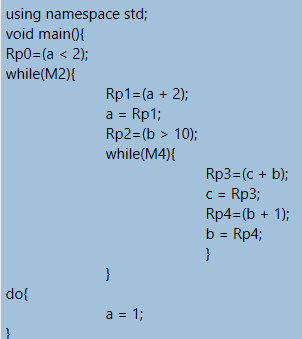 using namespace std;
void main(){
Rp0=(a < 2);
while(M2){
Rp1=(a + 2);
a = Rp1;
Rp2=(b > 10);
while(M4){
Rp3=(c + b);
c = Rp3;
Rp4=(b + 1);
b = Rp4;
}
}
do{
a = 1;
}